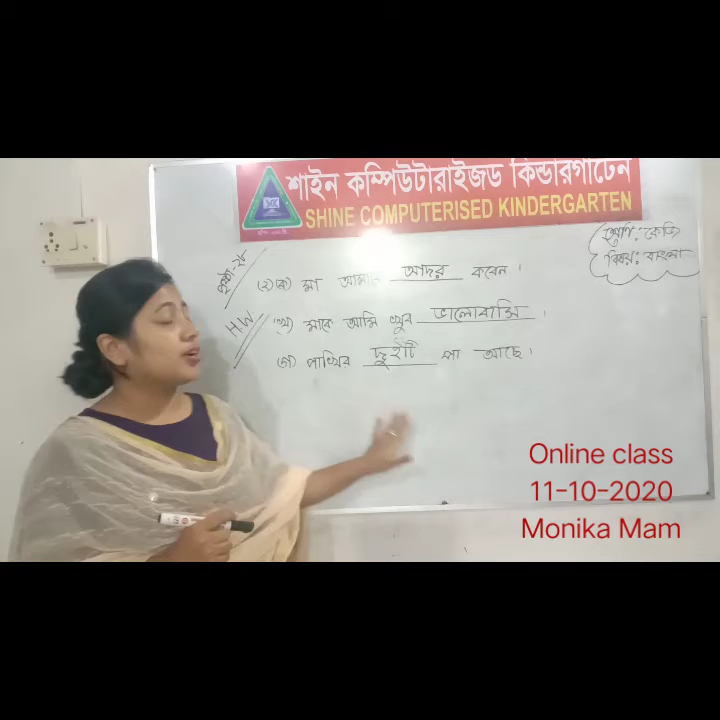 শাইন কম্পিউটারাইজড কিন্ডারগার্টেন
SHINE COMPUTERISED KINDERGARTEN
শ্রেণি: কেজি
বিষয়: বাংলা
পৃষ্ঠা-২৮
(২)(ক) মা আমাকে আদর করেন।
H.W
(খ) মাকে আমি খুব ভালোবাসি।
(গ) পাখির দুইটি পা আছে।
Online class
11-10-2020
Monika Mam